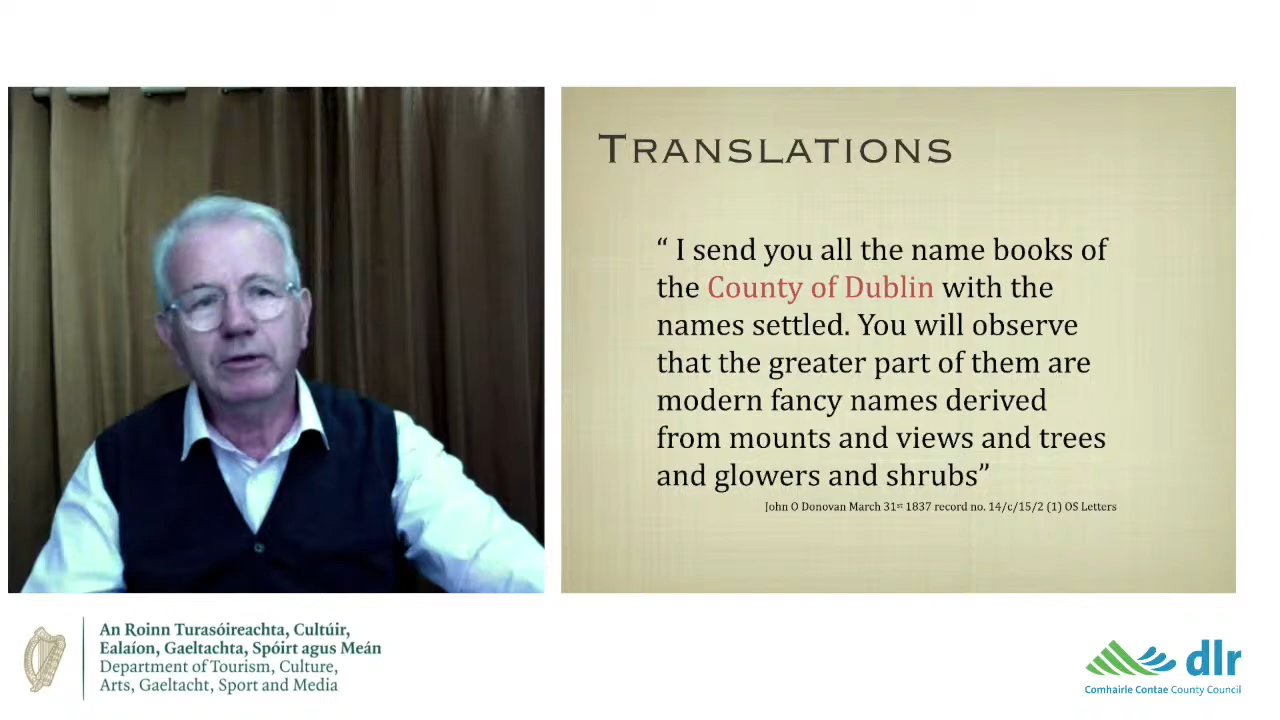 TRANSLATIONS
“ I send you all the name books of
the County of Dublin with the
names settled. You will observe
that the greater part of them are
modern fancy names derived
from mounts and views and trees
and glowers and shrubs”
John O Donovan March 31st 1837 record no. 14/c/15/2 (1) OS Letters
An Roinn Turasóireachta, Cultúir,
Ealaíon, Gaeltachta, Spóirt agus Meán
Department of Tourism, Culture,
Arts, Gaeltacht, Sport and Media
dlr
Comhairle Contae County Council